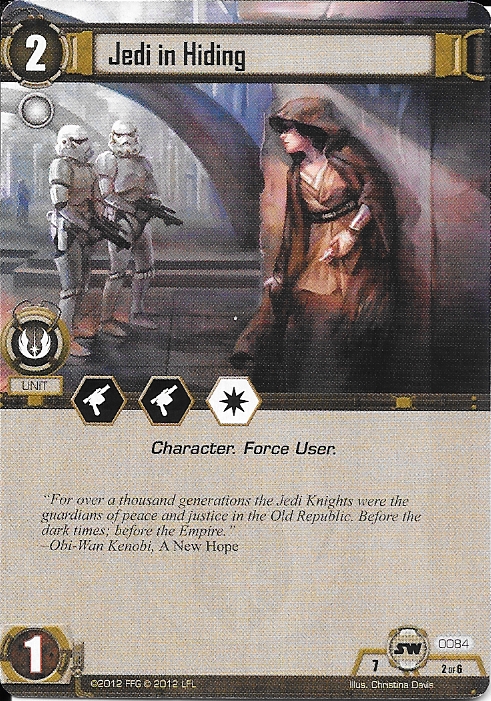 2
Jedi in Hiding
UNIT
Character. Force User.
“For over a thousand generations the Jedi Knights were the
guardians of peace and justice in the Old Republic. Before the
dark times; before the Empire.”
–Obi-Wan Kenobi, A New Hope
1
SW
0084
7
2 OF 6
©2012 FFG © 2012 LFL
Illus. Christina Davis